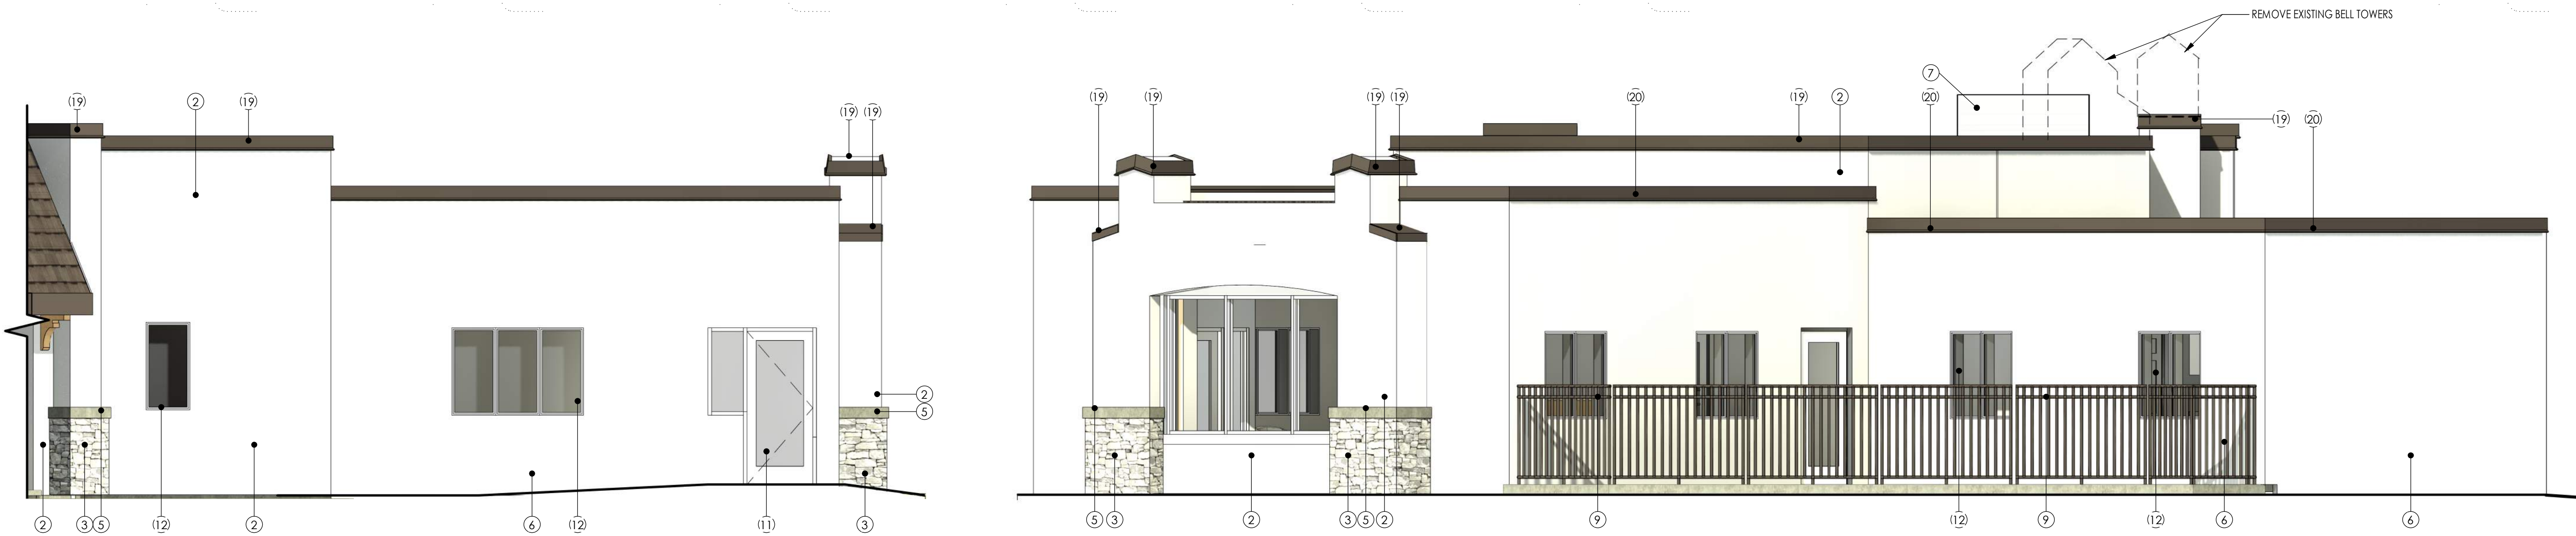 REMOVE EXISTING BELL TOWERS
7
(19) 2 (19) (19) (19) (19) (19) (19) (19) (20) (19) 2 (20) (19) (20)
2
5
2 3 5 (12) 2 6 (12) (11) 3 5 3 2 3 5 2 9 (12) 9 (12) 6 6